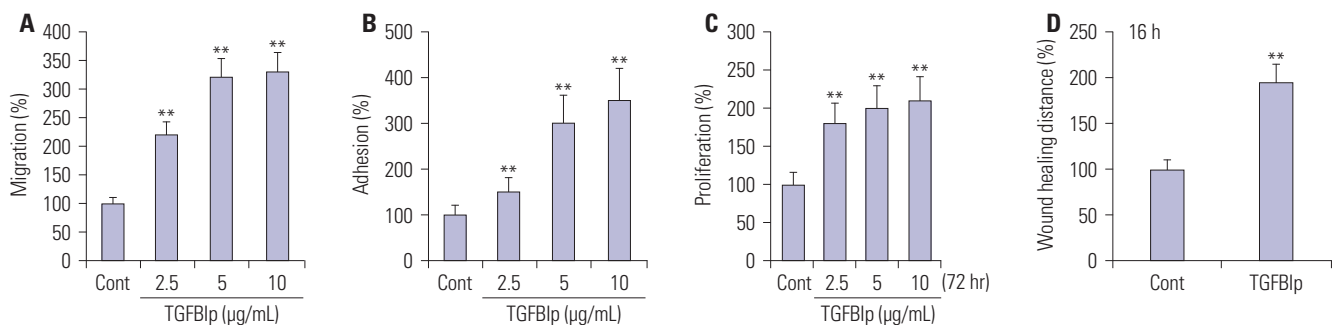 A
Migration (%)
400
350
300
250
200
150
100
50
0
** ** **
Cont 2.5 5 10
TGFBIp (µg/mL)
B
Adhesion (%)
500
400
300
200
100
0
** ** **
Cont 2.5 5 10
TGFBIp (µg/mL)
C
Proliferation (%)
300
250
200
150
100
50
0
** ** **
Cont 2.5 5 10 (72 hr)
TGFBIp (µg/mL)
D
16 h
Wound healing distance (%)
250
200
150
100
50
0
**
Cont TGFBIp